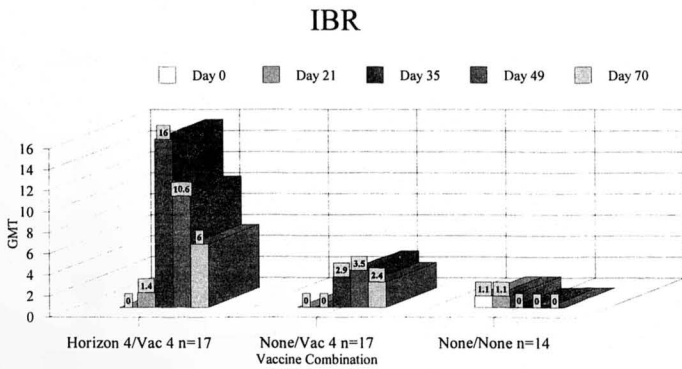 IBR
Day 0 Day 21 Day 35 Day 49 Day 70
16
14
12
10
8
6
4
2
0
GMT
0 1.4 16 10.6 6
0 0 2.9 3.5 2.4
1.1 1.1 0 0 0
Horizon 4/Vac 4 n=17 None/Vac 4 n=17 None/None n=14
Vaccine Combination